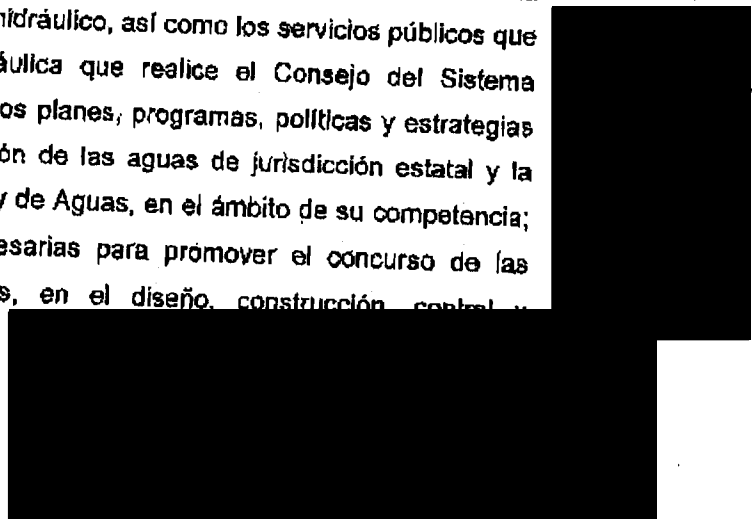 hidráulico, así como los servicios públicos que
áulica que realice el Consejo del Sistema
os planes, programas, políticas y estrategias
ón de las aguas de jurisdicción estatal y la
y de Aguas, en el ámbito de su competencia;
esarias para promover el concurso de las
s, en el diseño, construcción, control y